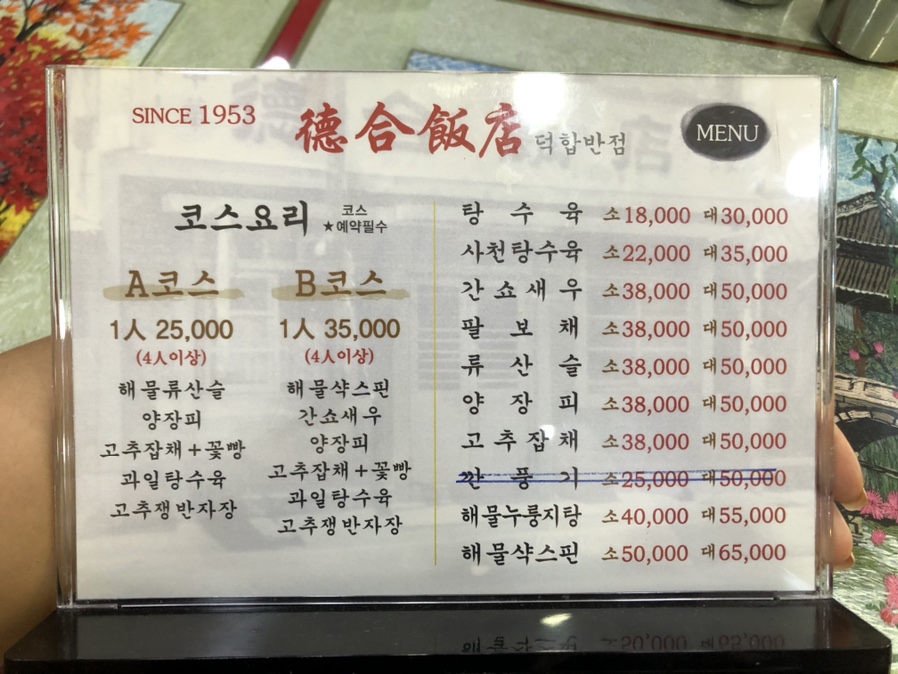 SINCE 1953
德合飯店 덕합반점
MENU
코스요리 코스
★예약필수
A코스
1人 25,000
(4人이상)
해물류산슬
양장피
고추잡채+꽃빵
과일탕수육
고추쟁반자장
B코스
1人 35,000
(4人이상)
해물샥스핀
간쇼새우
양장피
고추잡채+꽃빵
과일탕수육
고추쟁반자장
탕수육 소18,000 대30,000
사천탕수육 소22,000 대35,000
간쇼새우 소38,000 대50,000
팔보채 소38,000 대50,000
류산슬 소38,000 대50,000
양장피 소38,000 대50,000
고추잡채 소38,000 대50,000
깐풍기 소25,000 대50,000
해물누룽지탕 소40,000 대55,000
해물샥스핀 소50,000 대65,000